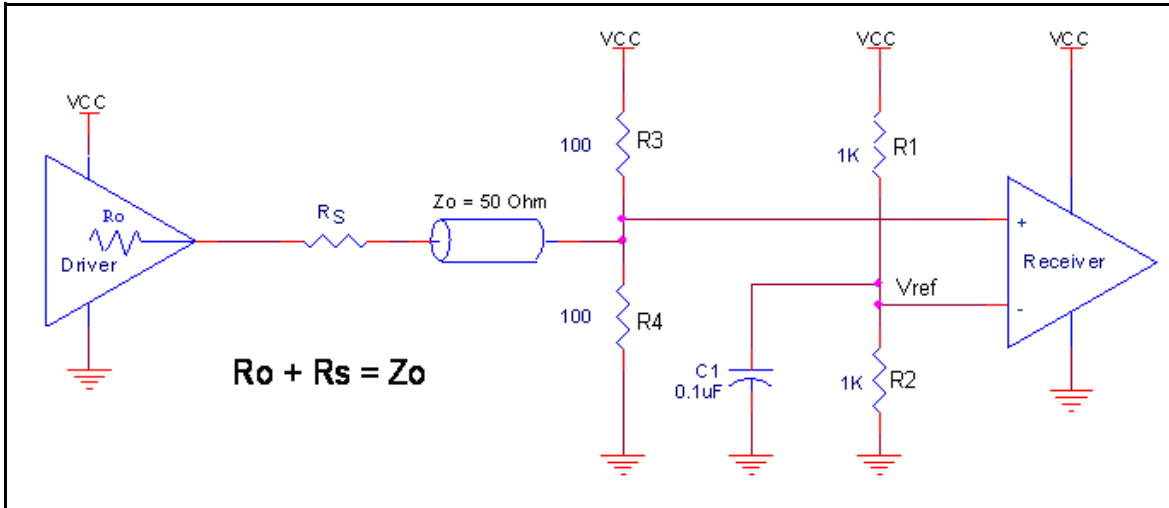 VCC
VCC
VCC
VCC
100
R3
1K
R1
Ro
RS
Zo = 50 Ohm
+
Driver
Receiver
Vref
-
100
R4
Ro + Rs = Zo
C1
0.1uF
1K
R2